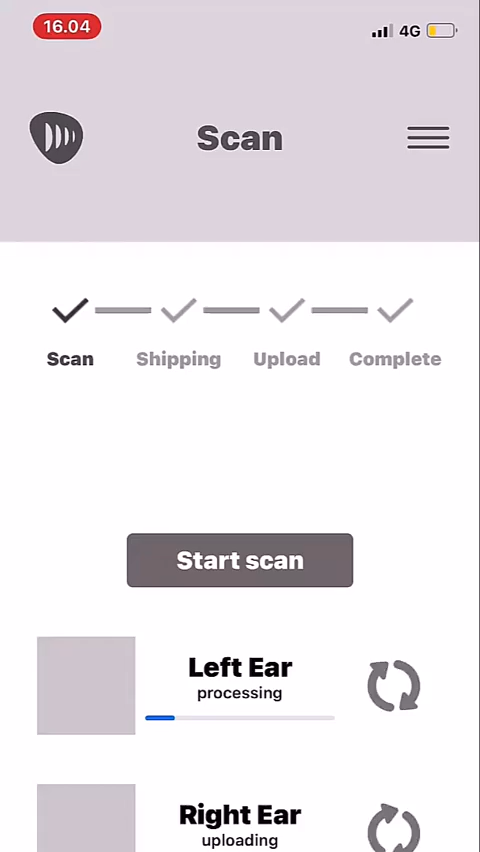 16.04
4G
Scan
Scan
Shipping
Upload
Complete
Start scan
Left Ear
processing
Right Ear
uploading